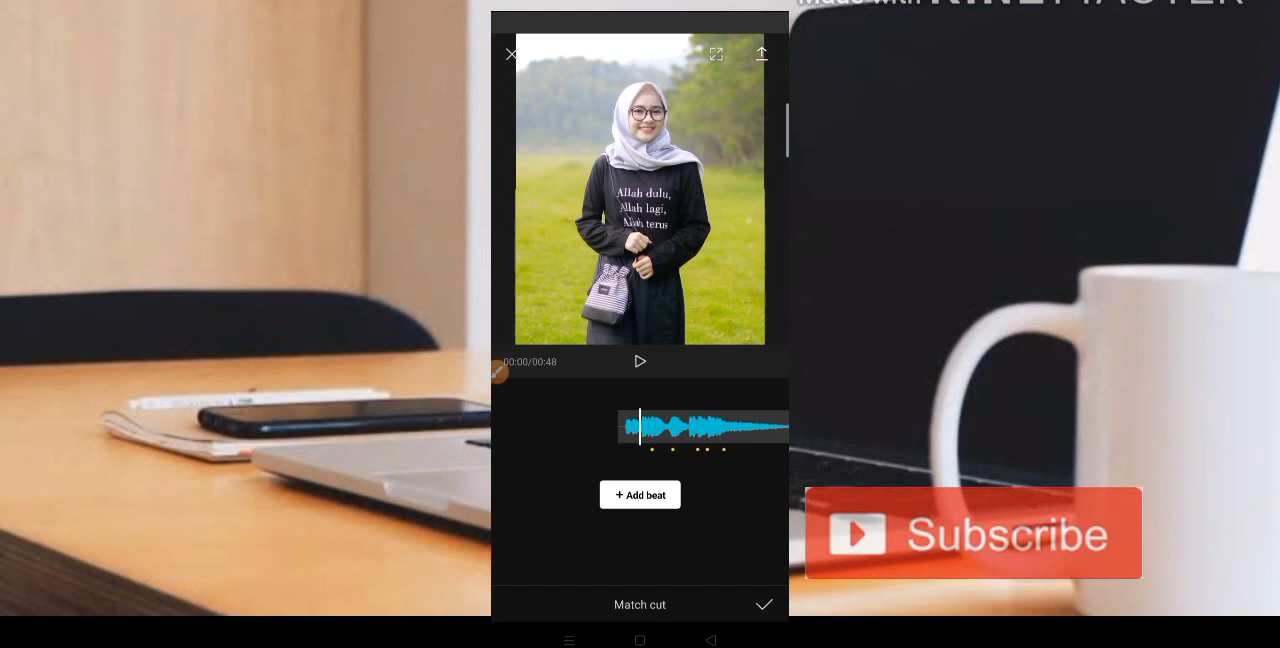 Made with KINEMASTER
Allah dulu,
Allah lagi,
Allah terus
00:00/00:48
+ Add beat
Subscribe
Match cut